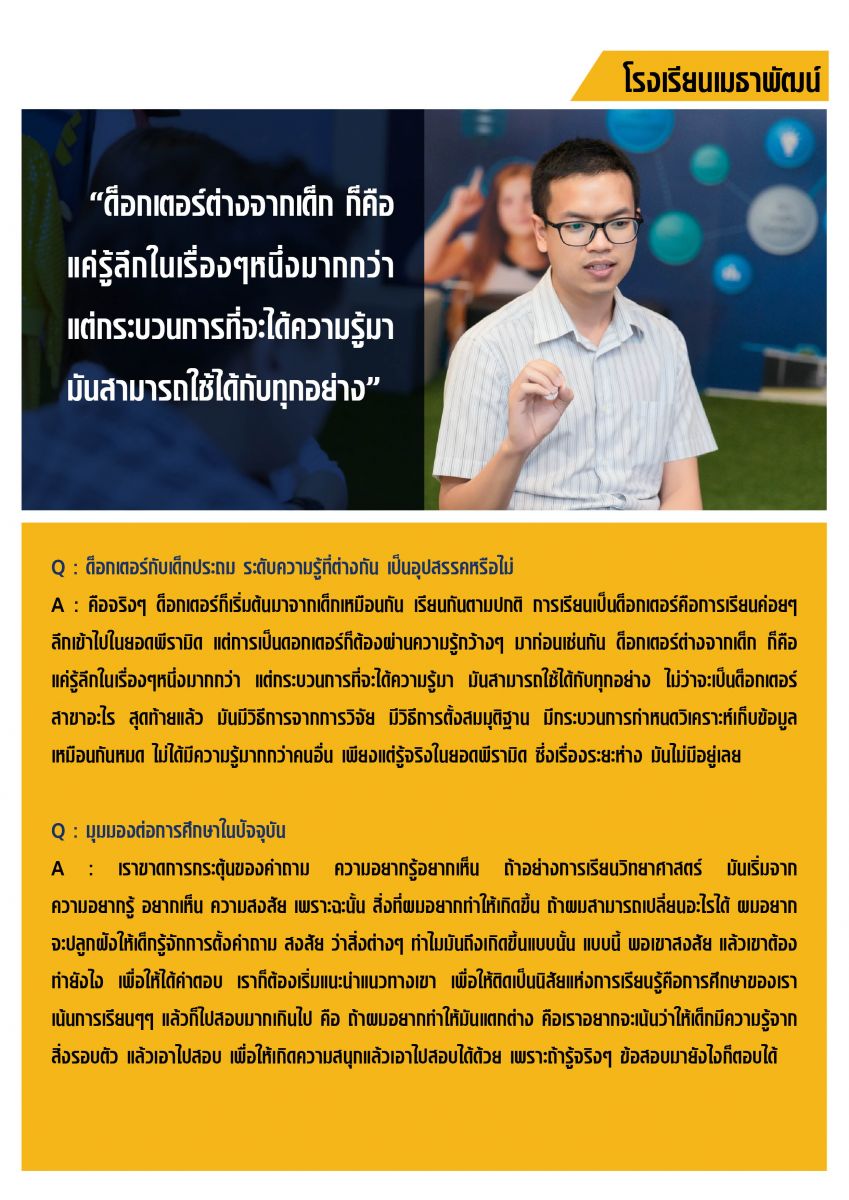 โรงเรียนเมธาพัฒน์
“ด็อกเตอร์ต่างจากเด็ก ก็คือ
แค่รู้ลึกในเรื่องๆหนึ่งมากกว่า
แต่กระบวนการที่จะได้ความรู้มา
มันสามารถใช้ได้กับทุกอย่าง”
Q : ด็อกเตอร์กับเด็กประถม ระดับความรู้ที่ต่างกัน เป็นอุปสรรคหรือไม่
A : คือจริงๆ ด็อกเตอร์ก็เริ่มต้นมาจากเด็กเหมือนกัน เรียนกันตามปกติ การเรียนเป็นด็อกเตอร์คือการเรียนค่อยๆ
ลึกเข้าไปในยอดพีรามิด แต่การเป็นดอกเตอร์ก็ต้องผ่านความรู้กว้างๆ มาก่อนเช่นกัน ด็อกเตอร์ต่างจากเด็ก ก็คือ
แค่รู้ลึกในเรื่องๆหนึ่งมากกว่า แต่กระบวนการที่จะได้ความรู้มา มันสามารถใช้ได้กับทุกอย่าง ไม่ว่าจะเป็นด็อกเตอร์
สาขาอะไร สุดท้ายแล้ว มันมีวิธีการจากการวิจัย มีวิธีการตั้งสมมุติฐาน มีกระบวนการกำหนดวิเคราะห์เก็บข้อมูล
เหมือนกันหมด ไม่ได้มีความรู้มากกว่าคนอื่น เพียงแต่รู้จริงในยอดพีรามิด ซึ่งเรื่องระยะห่าง มันไม่มีอยู่เลย
Q : มุมมองต่อการศึกษาในปัจจุบัน
A : เราขาดการกระตุ้นของคำถาม ความอยากรู้อยากเห็น ถ้าอย่างการเรียนวิทยาศาสตร์ มันเริ่มจาก
ความอยากรู้ อยากเห็น ความสงสัย เพราะฉะนั้น สิ่งที่ผมอยากทำให้เกิดขึ้น ถ้าผมสามารถเปลี่ยนอะไรได้ ผมอยาก
จะปลูกฝังให้เด็กรู้จักการตั้งคำถาม สงสัย ว่าสิ่งต่างๆ ทำไมมันถึงเกิดขึ้นแบบนั้น แบบนี้ พอเขาสงสัย แล้วเขาต้อง
ทำยังไง เพื่อให้ได้คำตอบ เราก็ต้องเริ่มแนะนำแนวทางเขา เพื่อให้ติดเป็นนิสัยแห่งการเรียนรู้คือการศึกษาของเรา
เน้นการเรียนๆๆ แล้วก็ไปสอบมากเกินไป คือ ถ้าผมอยากทำให้มันแตกต่าง คือเราอยากจะเน้นว่าให้เด็กมีความรู้จาก
สิ่งรอบตัว แล้วเอาไปสอบ เพื่อให้เกิดความสนุกแล้วเอาไปสอบได้ด้วย เพราะถ้ารู้จริงๆ ข้อสอบมายังไงก็ตอบได้